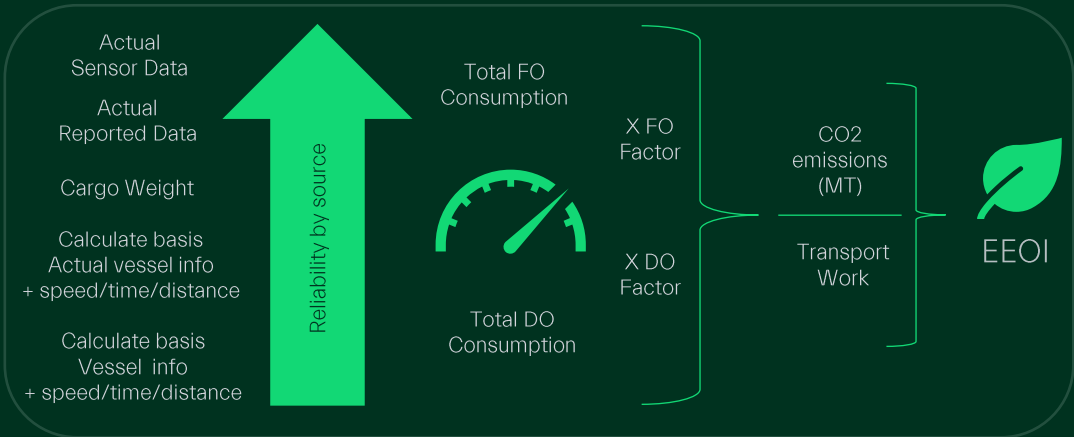 Actual
Sensor Data
Actual
Reported Data
Cargo Weight
Calculate basis
Actual vessel info
+ speed/time/distance
Calculate basis
Vessel info
+ speed/time/distance
Reliability by source
Total FO
Consumption
Total DO
Consumption
X FO
Factor
X DO
Factor
CO2
emissions
(MT)
Transport
Work
EEOI